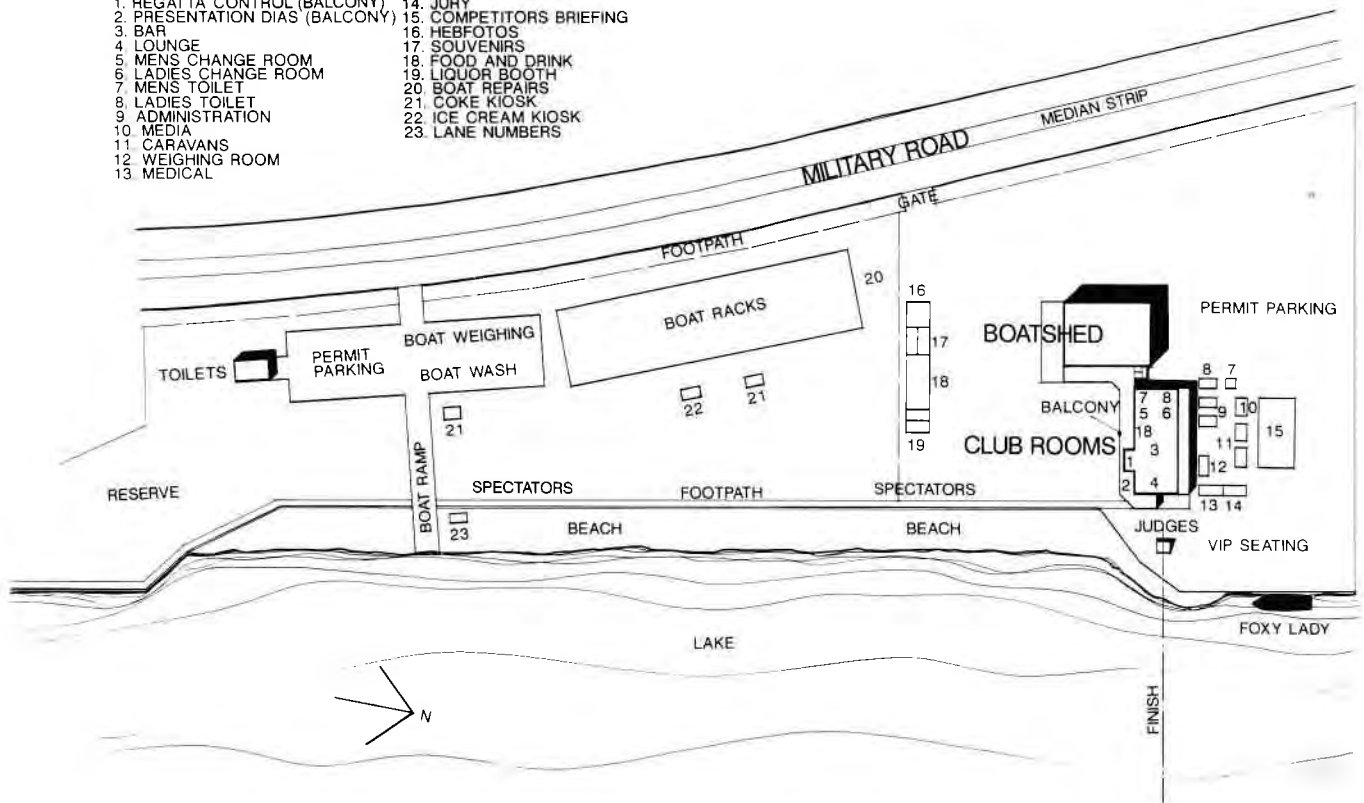 1. REGATTA CONTROL (BALCONY)
2. PRESENTATION DIAS (BALCONY)
3. BAR
4. LOUNGE
5. MENS CHANGE ROOM
6. LADIES CHANGE ROOM
7. MENS TOILET
8. LADIES TOILET
9. ADMINISTRATION
10. MEDIA
11. CARAVANS
12. WEIGHING ROOM
13. MEDICAL
14. JURY
15. COMPETITORS BRIEFING
16. HEBFOTOS
17. SOUVENIRS
18. FOOD AND DRINK
19. LIQUOR BOOTH
20. BOAT REPAIRS
21. COKE KIOSK
22. ICE CREAM KIOSK
23. LANE NUMBERS
MEDIAN STRIP
MILITARY ROAD
GATE
FOOTPATH
20
16
BOAT RACKS
BOATSHED
PERMIT PARKING
17
BOAT WEIGHING
PERMIT
PARKING
TOILETS
BOAT WASH
18
8 7
22
21
21
BALCONY
7 8
5 6
18
3
1
2 4
9
10
11
12
15
13 14
19
CLUB ROOMS
BOAT RAMP
RESERVE
SPECTATORS
FOOTPATH
SPECTATORS
23
BEACH
BEACH
JUDGES
VIP SEATING
FOXY LADY
LAKE
FINISH
N